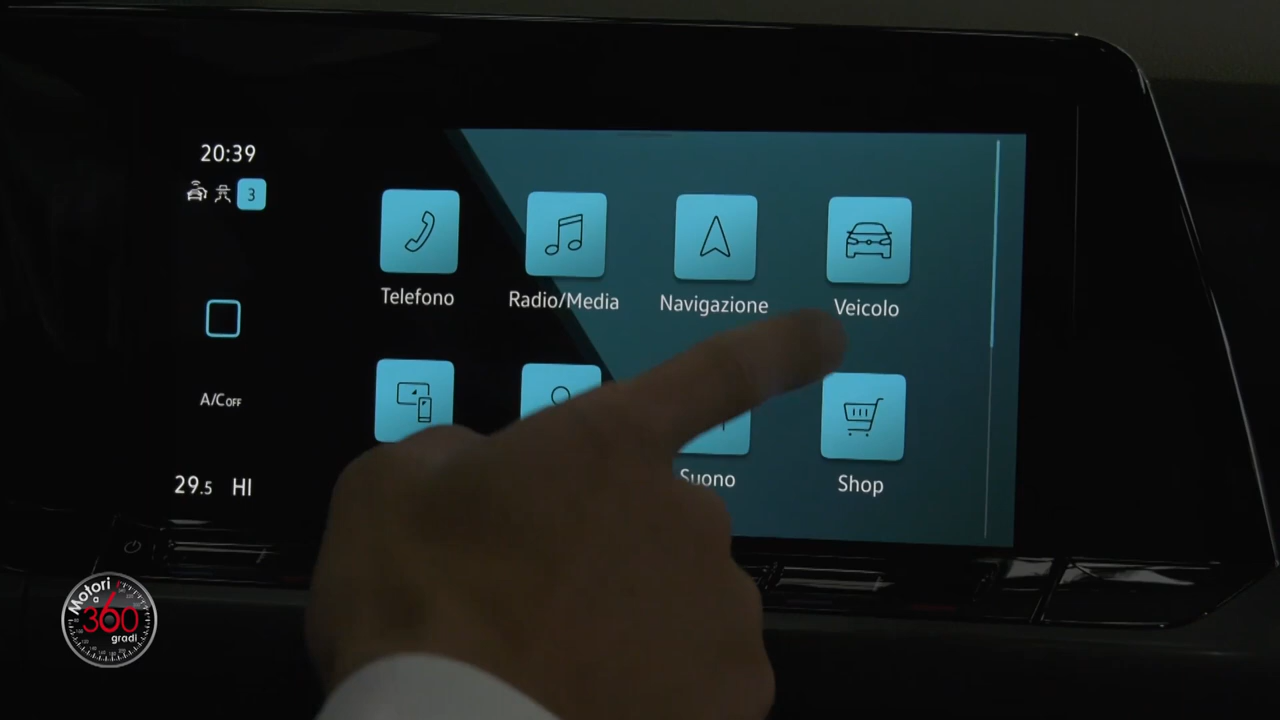 20:39
3
Telefono
Radio/Media
Navigazione
Veicolo
A/COFF
Suono
Shop
29.5 HI
Motori
a
360
gradi